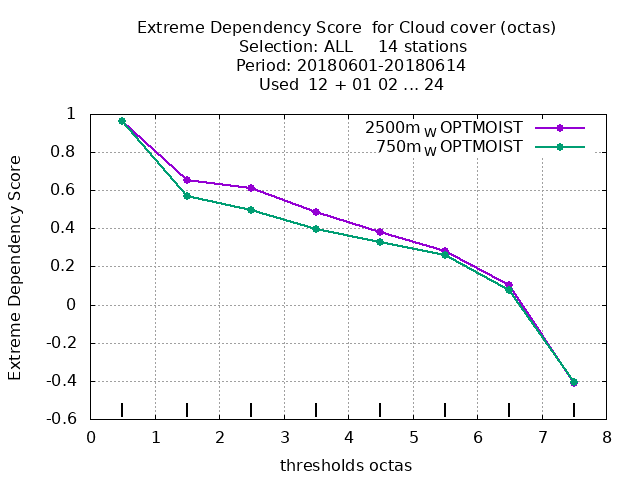 Extreme Dependency Score  for Cloud cover (octas)
Selection: ALL     14 stations
Period: 20180601-20180614
Used  12 + 01 02 ... 24
2500m W OPTMOIST
750m W OPTMOIST
Extreme Dependency Score
1
0.8
0.6
0.4
0.2
0
-0.2
-0.4
-0.6
0 1 2 3 4 5 6 7 8
thresholds octas